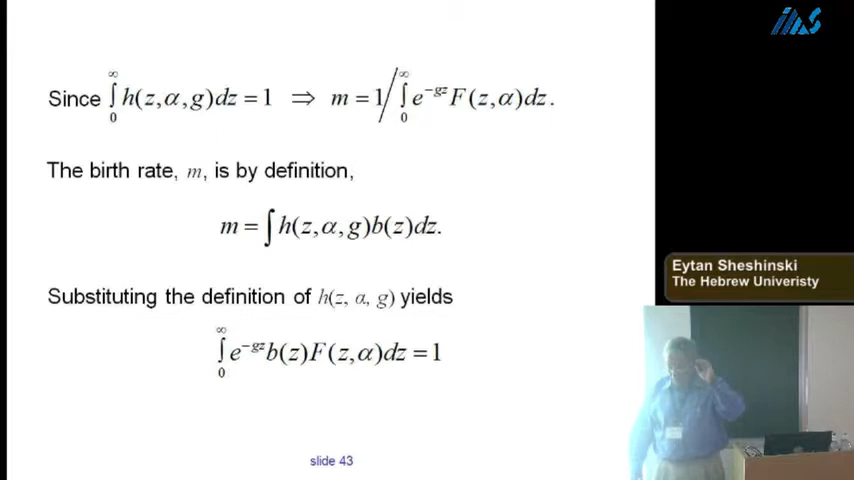 IIAS
Since ∫₀^∞ h(z,α,g)dz = 1 ⇒ m = 1/∫₀^∞ e^{−gz} F(z,α)dz.
The birth rate, m, is by definition,
m = ∫ h(z,α,g)b(z)dz.
Substituting the definition of h(z, α, g) yields
∫₀^∞ e^{−gz} b(z)F(z,α)dz = 1
slide 43
Eytan Sheshinski
The Hebrew Univeristy